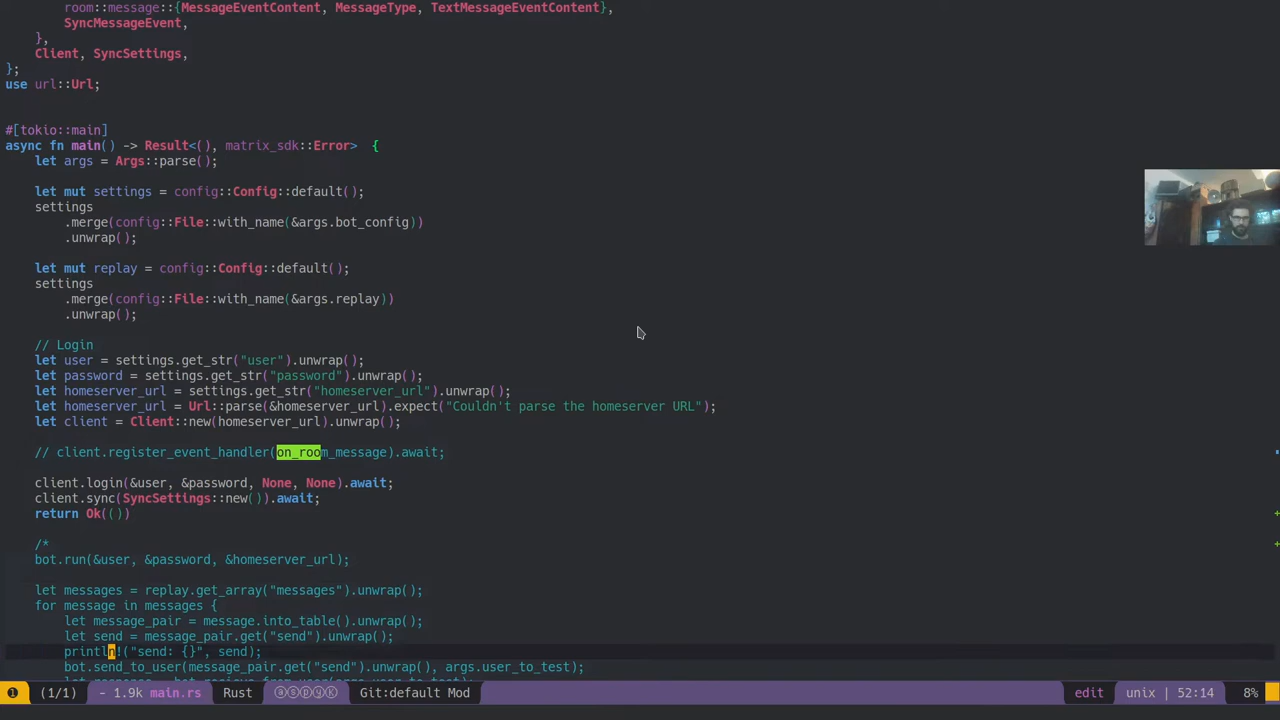 room::message::{MessageEventContent, MessageType, TextMessageEventContent},
SyncMessageEvent,
},
Client, SyncSettings,
};
use url::Url;
#[tokio::main]
async fn main() -> Result<(), matrix_sdk::Error>  {
let args = Args::parse();
let mut settings = config::Config::default();
settings
.merge(config::File::with_name(&args.bot_config))
.unwrap();
let mut replay = config::Config::default();
settings
.merge(config::File::with_name(&args.replay))
.unwrap();
// Login
let user = settings.get_str("user").unwrap();
let password = settings.get_str("password").unwrap();
let homeserver_url = settings.get_str("homeserver_url").unwrap();
let homeserver_url = Url::parse(&homeserver_url).expect("Couldn't parse the homeserver URL");
let client = Client::new(homeserver_url).unwrap();
// client.register_event_handler(on_room_message).await;
client.login(&user, &password, None, None).await;
client.sync(SyncSettings::new()).await;
return Ok(())
/*
bot.run(&user, &password, &homeserver_url);
let messages = replay.get_array("messages").unwrap();
for message in messages {
let message_pair = message.into_table().unwrap();
let send = message_pair.get("send").unwrap();
println!("send: {}", send);
bot.send_to_user(message_pair.get("send").unwrap(), args.user_to_test);
❶ (1/1) - 1.9k main.rs Rust ⓐⓢⓟⓨⓚ Git:default Mod edit unix | 52:14 8%